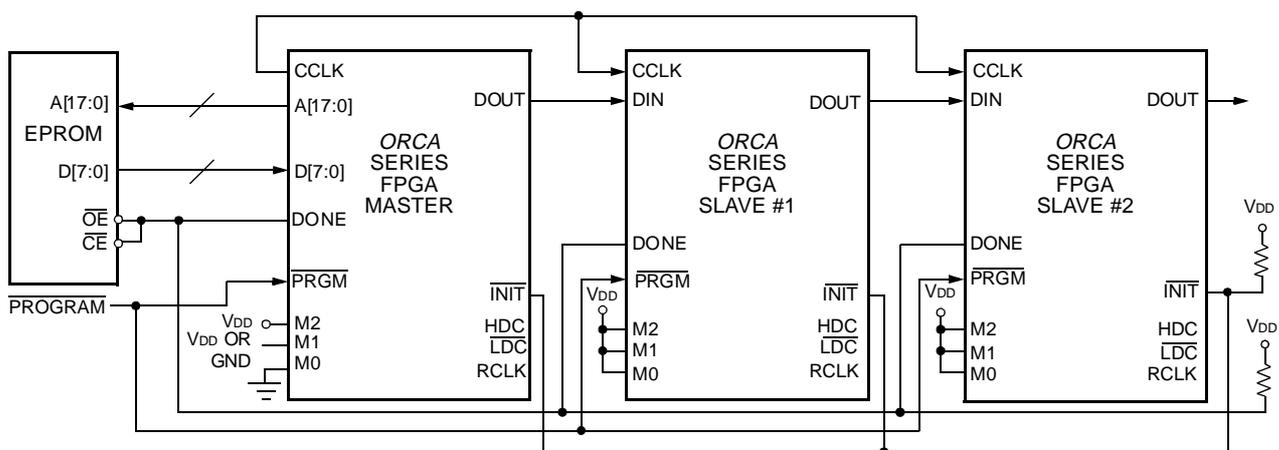 A[17:0]
EPROM
D[7:0]
OE
CE
PROGRAM
CCLK
A[17:0]
DOUT
ORCA
SERIES
FPGA
MASTER
D[7:0]
DONE
PRGM
INIT
VDD
M2
HDC
VDD OR
M1
LDC
GND
M0
RCLK
CCLK
DIN
DOUT
ORCA
SERIES
FPGA
SLAVE #1
DONE
PRGM
INIT
VDD
M2
HDC
M1
LDC
M0
RCLK
CCLK
DIN
DOUT
ORCA
SERIES
FPGA
SLAVE #2
DONE
PRGM
INIT
VDD
M2
HDC
M1
LDC
M0
RCLK
VDD
VDD